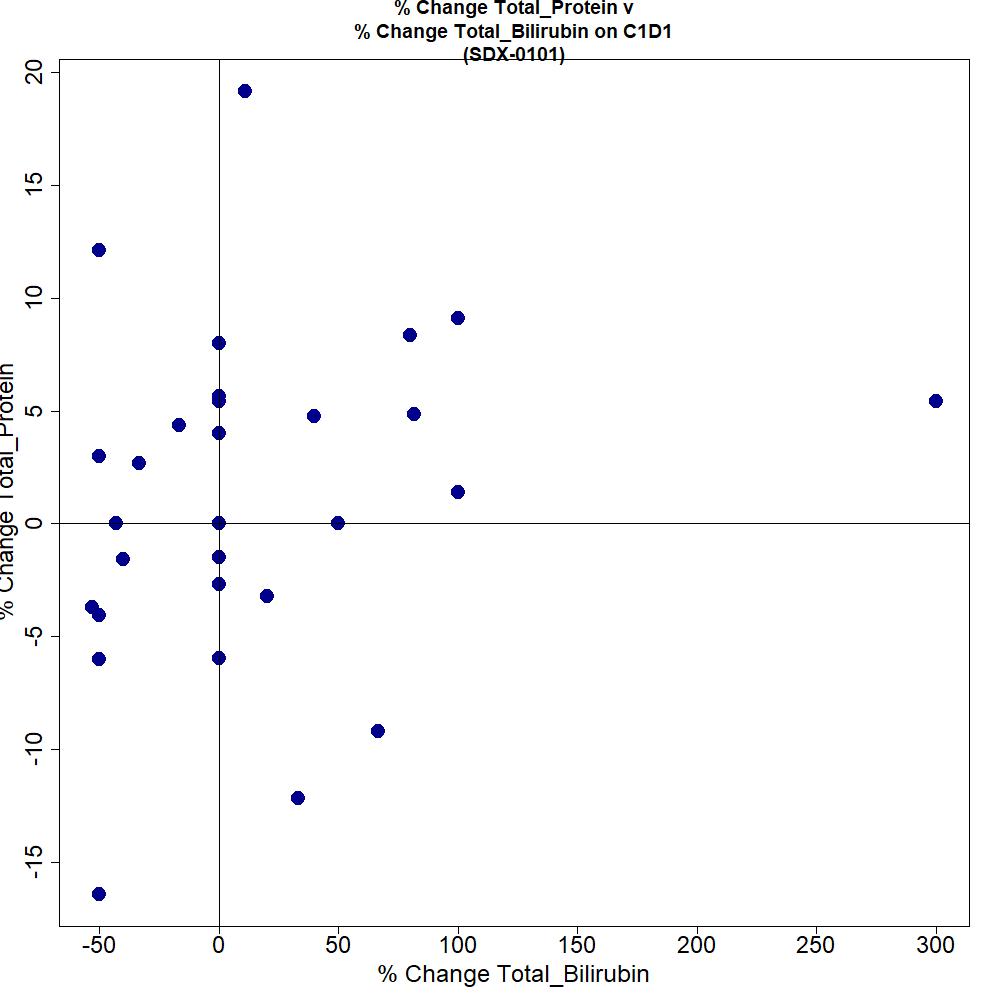 % Change Total_Protein v
% Change Total_Bilirubin on C1D1
(SDX-0101)
20
15
10
5
0
-5
-10
-15
% Change Total_Protein
-50 0 50 100 150 200 250 300
% Change Total_Bilirubin